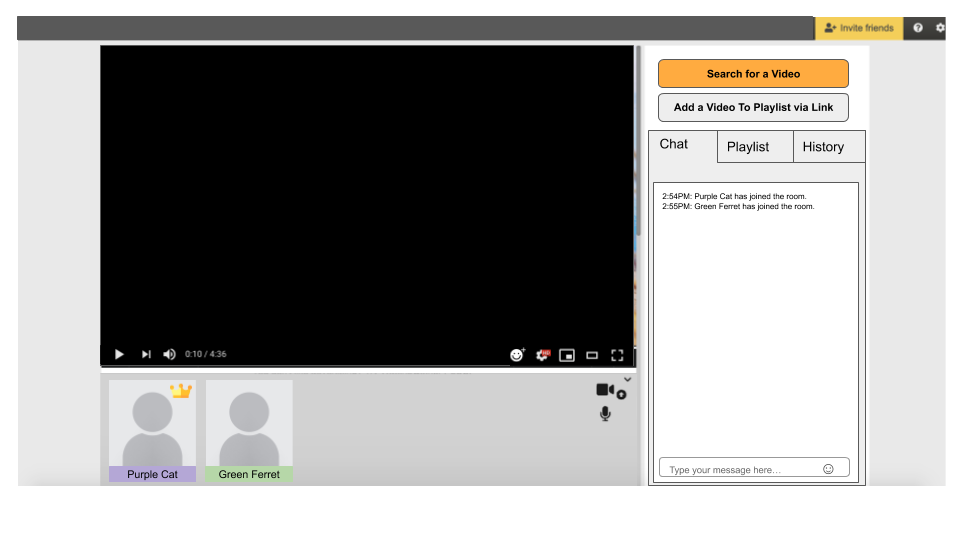 Invite friends
Search for a Video
Add a Video To Playlist via Link
Chat
Playlist
History
2:54PM: Purple Cat has joined the room.
2:55PM: Green Ferret has joined the room.
0:10 / 4:36
Purple Cat
Green Ferret
Type your message here…